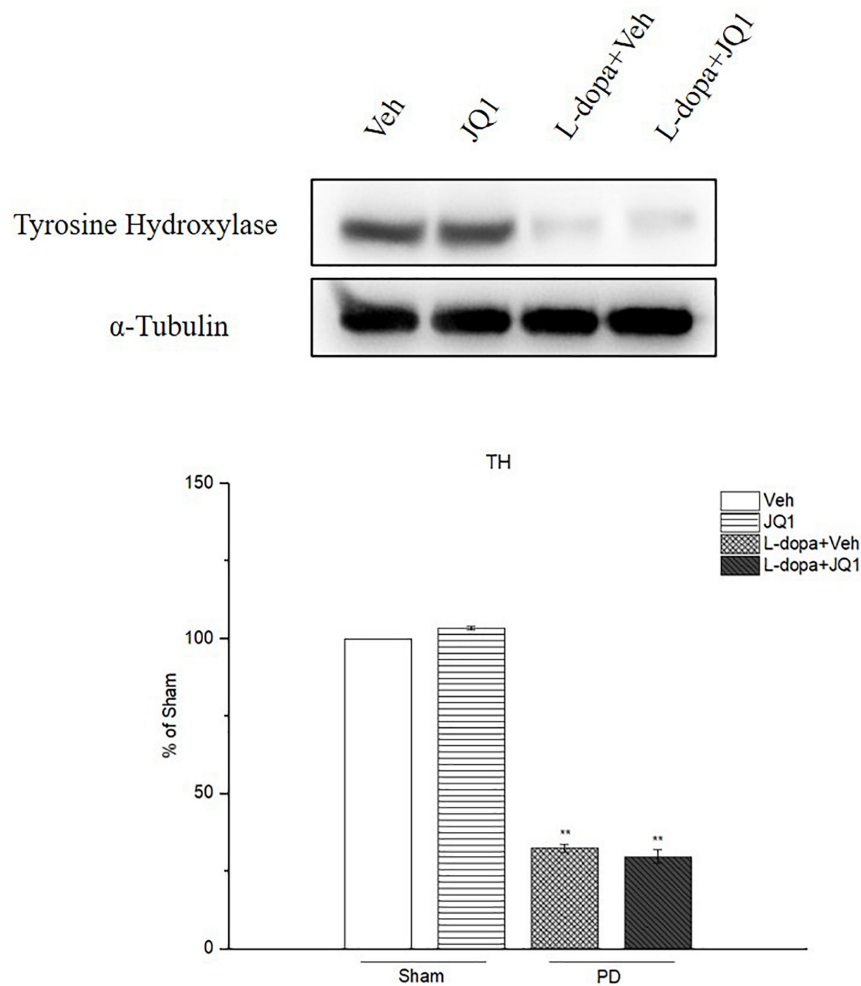 Veh
JQ1
L-dopa+Veh
L-dopa+JQ1
Tyrosine Hydroxylase
α-Tubulin
TH
150
100
50
0
% of Sham
Veh
JQ1
L-dopa+Veh
L-dopa+JQ1
**
**
Sham
PD